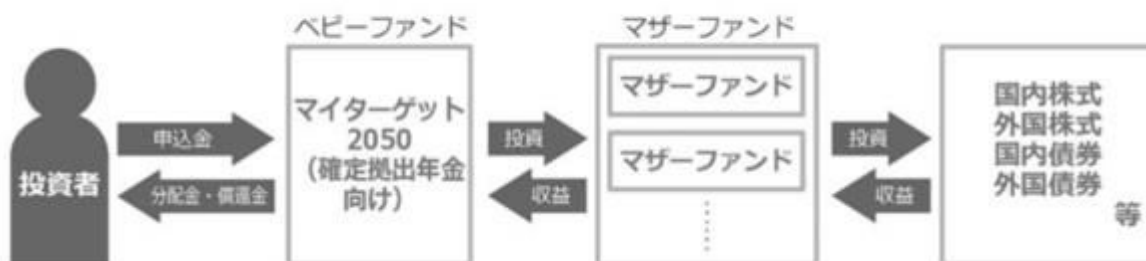 ベビーファンド
マザーファンド
投資者
申込金
分配金・償還金
マイターゲット
2050
（確定拠出年金
向け）
投資
収益
マザーファンド
マザーファンド
投資
収益
国内株式
外国株式
国内債券
外国債券
等